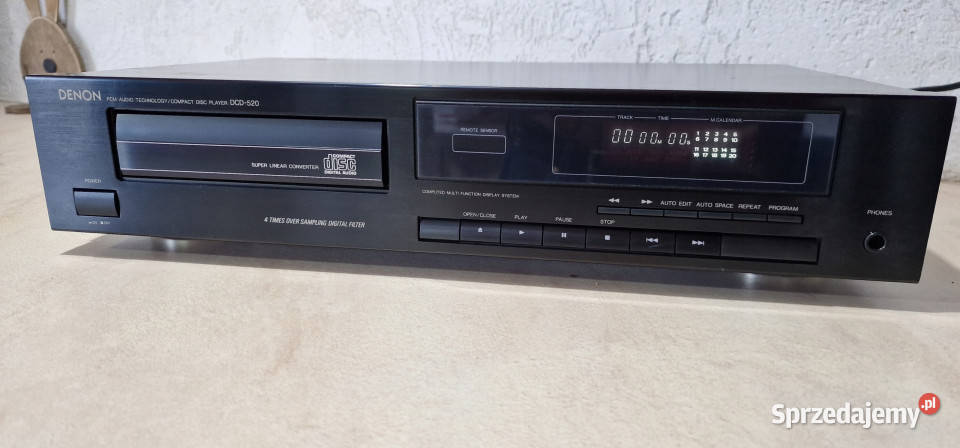 DENON PCM AUDIO TECHNOLOGY / COMPACT DISC PLAYER DCD-520
SUPER LINEAR CONVERTER
COMPACT
disc
DIGITAL AUDIO
POWER
4 TIMES OVER SAMPLING DIGITAL FILTER
REMOTE SENSOR
TRACK TIME M.CALENDAR
00 00M 00S
1 2 3 4 5
6 7 8 9 10
11 12 13 14 15
16 17 18 19 20
COMPUTED MULTI FUNCTION DISPLAY SYSTEM
AUTO EDIT AUTO SPACE REPEAT PROGRAM
OPEN/CLOSE PLAY PAUSE STOP
PHONES
Sprzedajemy.pl